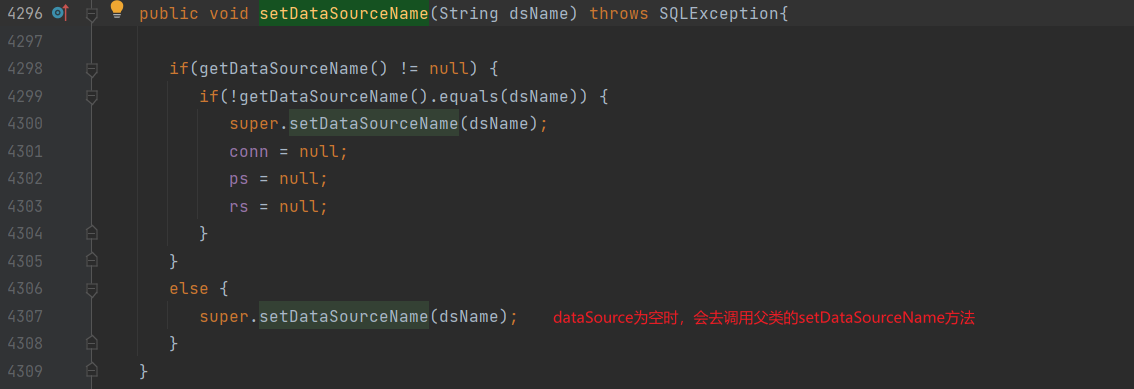 4296 public void setDataSourceName(String dsName) throws SQLException{
4297
4298 if(getDataSourceName() != null) {
4299 if(!getDataSourceName().equals(dsName)) {
4300 super.setDataSourceName(dsName);
4301 conn = null;
4302 ps = null;
4303 rs = null;
4304 }
4305 }
4306 else {
4307 super.setDataSourceName(dsName); dataSource为空时，会去调用父类的setDataSourceName方法
4308 }
4309 }